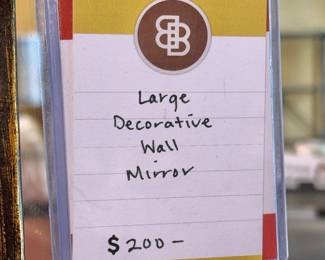 Large
Decorative
Wall
Mirror
$200-